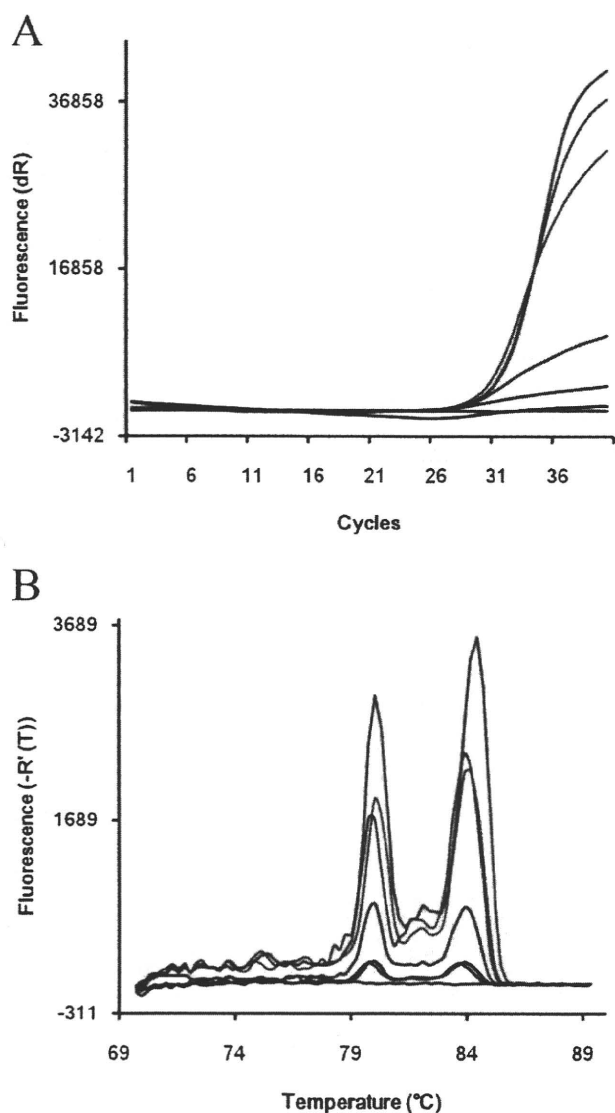 A
Fluorescence (dR)
36858
16858
-3142
1 6 11 16 21 26 31 36
Cycles
B
Fluorescence (-R' (T))
3689
1689
-311
69 74 79 84 89
Temperature (°C)